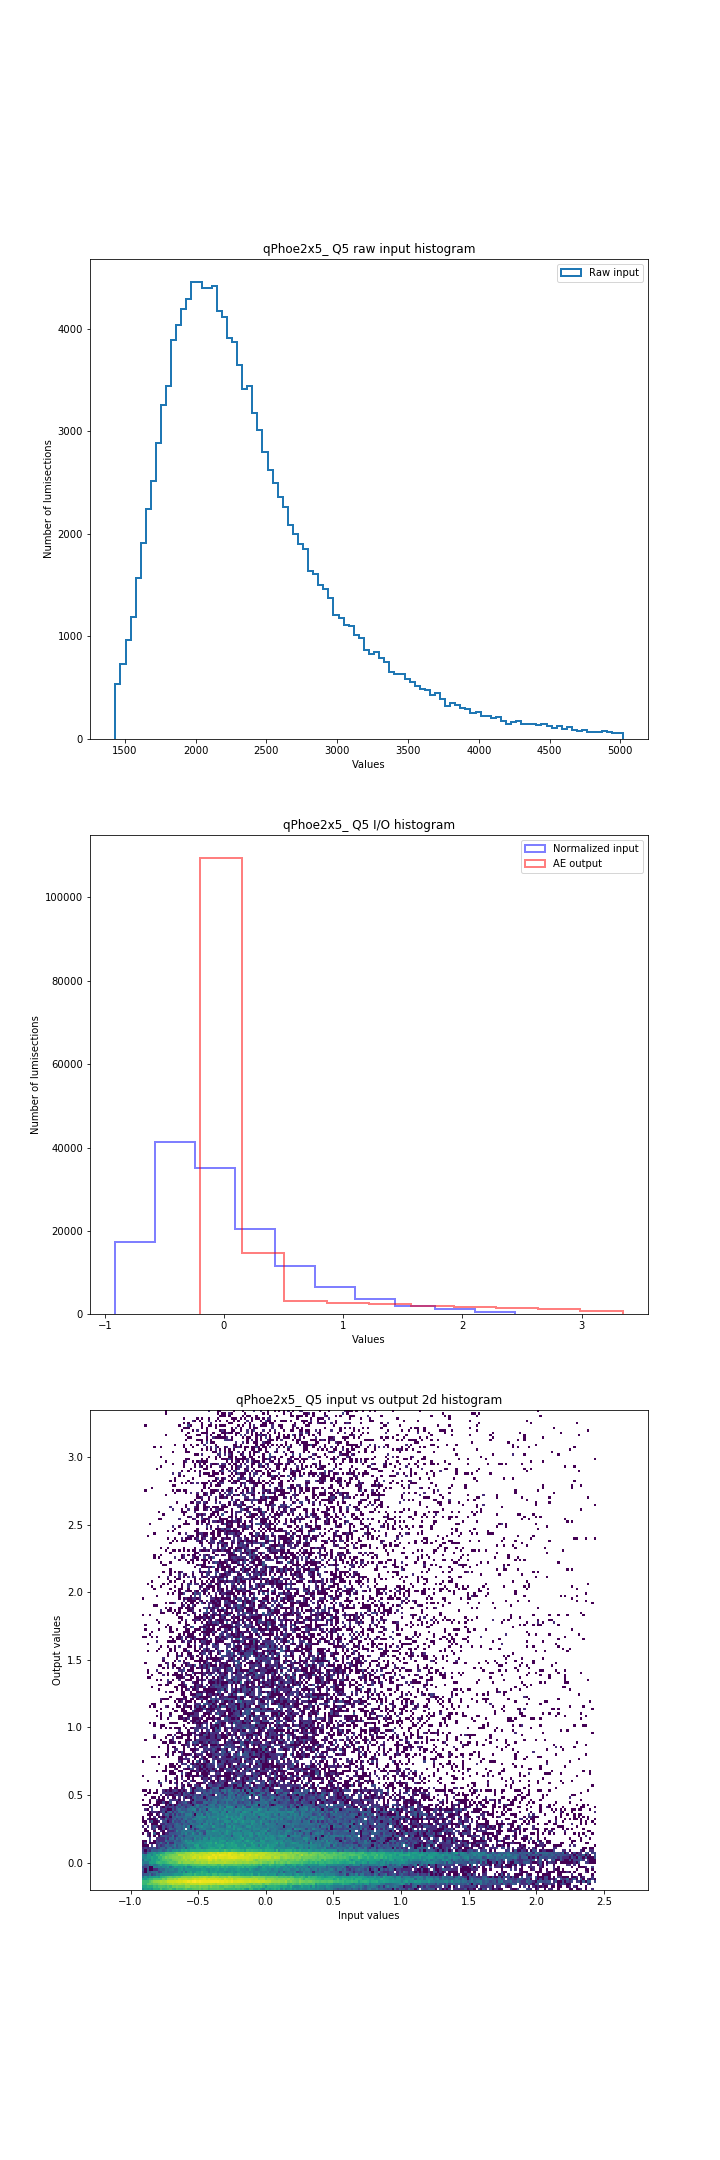 qPhoe2x5_ Q5 raw input histogram
Raw input
4000
3000
2000
1000
0
Number of lumisections
1500 2000 2500 3000 3500 4000 4500 5000
Values
qPhoe2x5_ Q5 I/O histogram
Normalized input
AE output
100000
80000
60000
40000
20000
0
Number of lumisections
−1 0 1 2 3
Values
qPhoe2x5_ Q5 input vs output 2d histogram
3.0
2.5
2.0
1.5
1.0
0.5
0.0
Output values
−1.0 −0.5 0.0 0.5 1.0 1.5 2.0 2.5
Input values